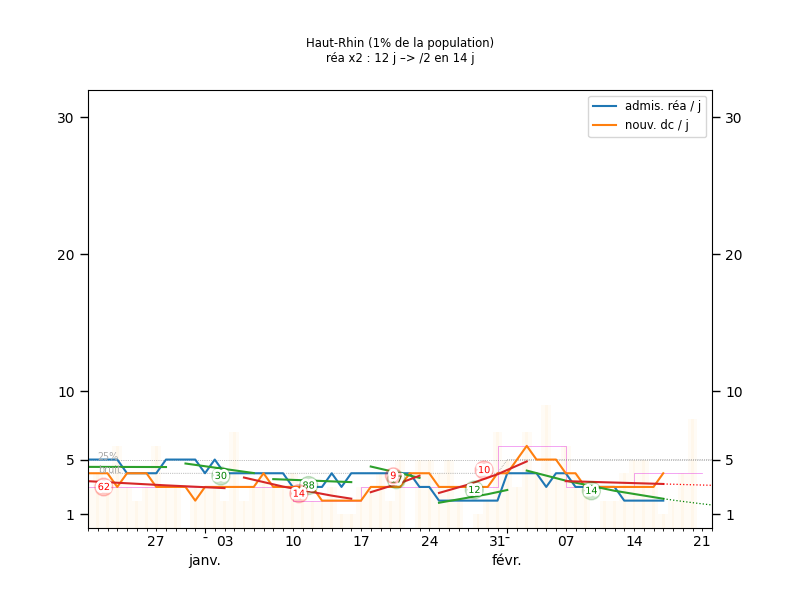 Haut-Rhin (1% de la population)
réa x2 : 12 j –> /2 en 14 j
admis. réa / j
nouv. dc / j
30 30
20 20
10 10
5 5
1 1
25%
bruit
62
30
88
14
9
10
12
14
27 03 10 17 24 31 07 14 21
janv. févr.